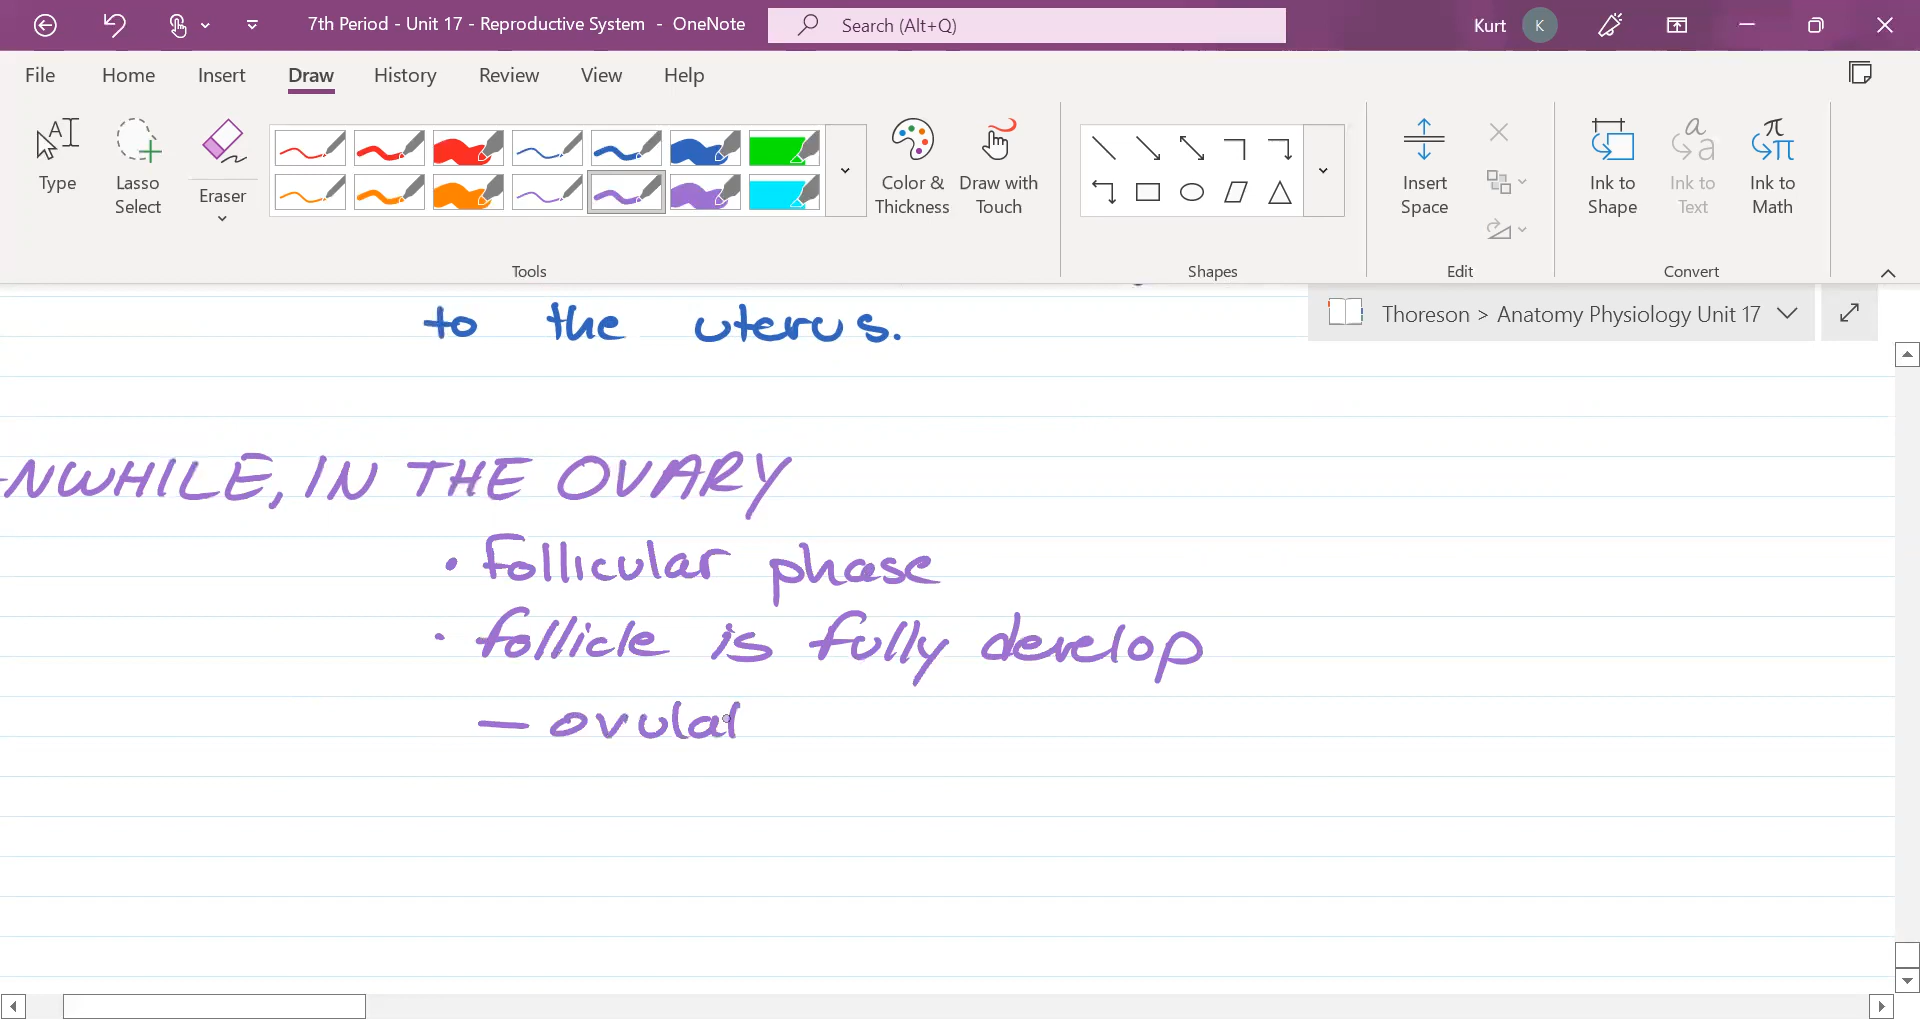 7th Period - Unit 17 - Reproductive System - OneNote
Search (Alt+Q)
Kurt
K
File Home Insert Draw History Review View Help
Type
Lasso Select
Eraser
Color & Thickness
Draw with Touch
Insert Space
Ink to Shape
Ink to Text
Ink to Math
Tools
Shapes
Edit
Convert
Thoreson > Anatomy Physiology Unit 17
to the uterus.
NWHILE, IN THE OVARY
• Follicular phase
• follicle is fully develop
— ovulat